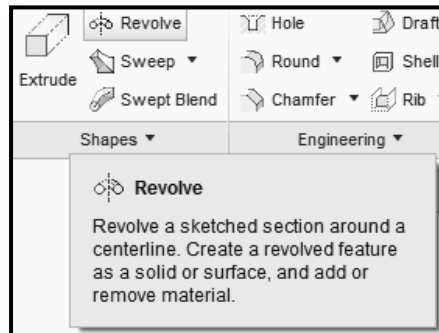 Revolve
Hole
Draft
Extrude
Sweep
Round
Shell
Swept Blend
Chamfer
Rib
Shapes
Engineering
Revolve
Revolve a sketched section around a
centerline. Create a revolved feature
as a solid or surface, and add or
remove material.